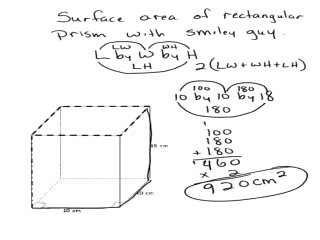 Surface area of rectangular
prism with smiley guy.
LW WH
L by W by H
LH
2(LW+WH+LH)
100 180
10 by 10 by 18
180
1
100
180
+ 180
460
x 2
920cm²
18 cm
10 cm
10 cm